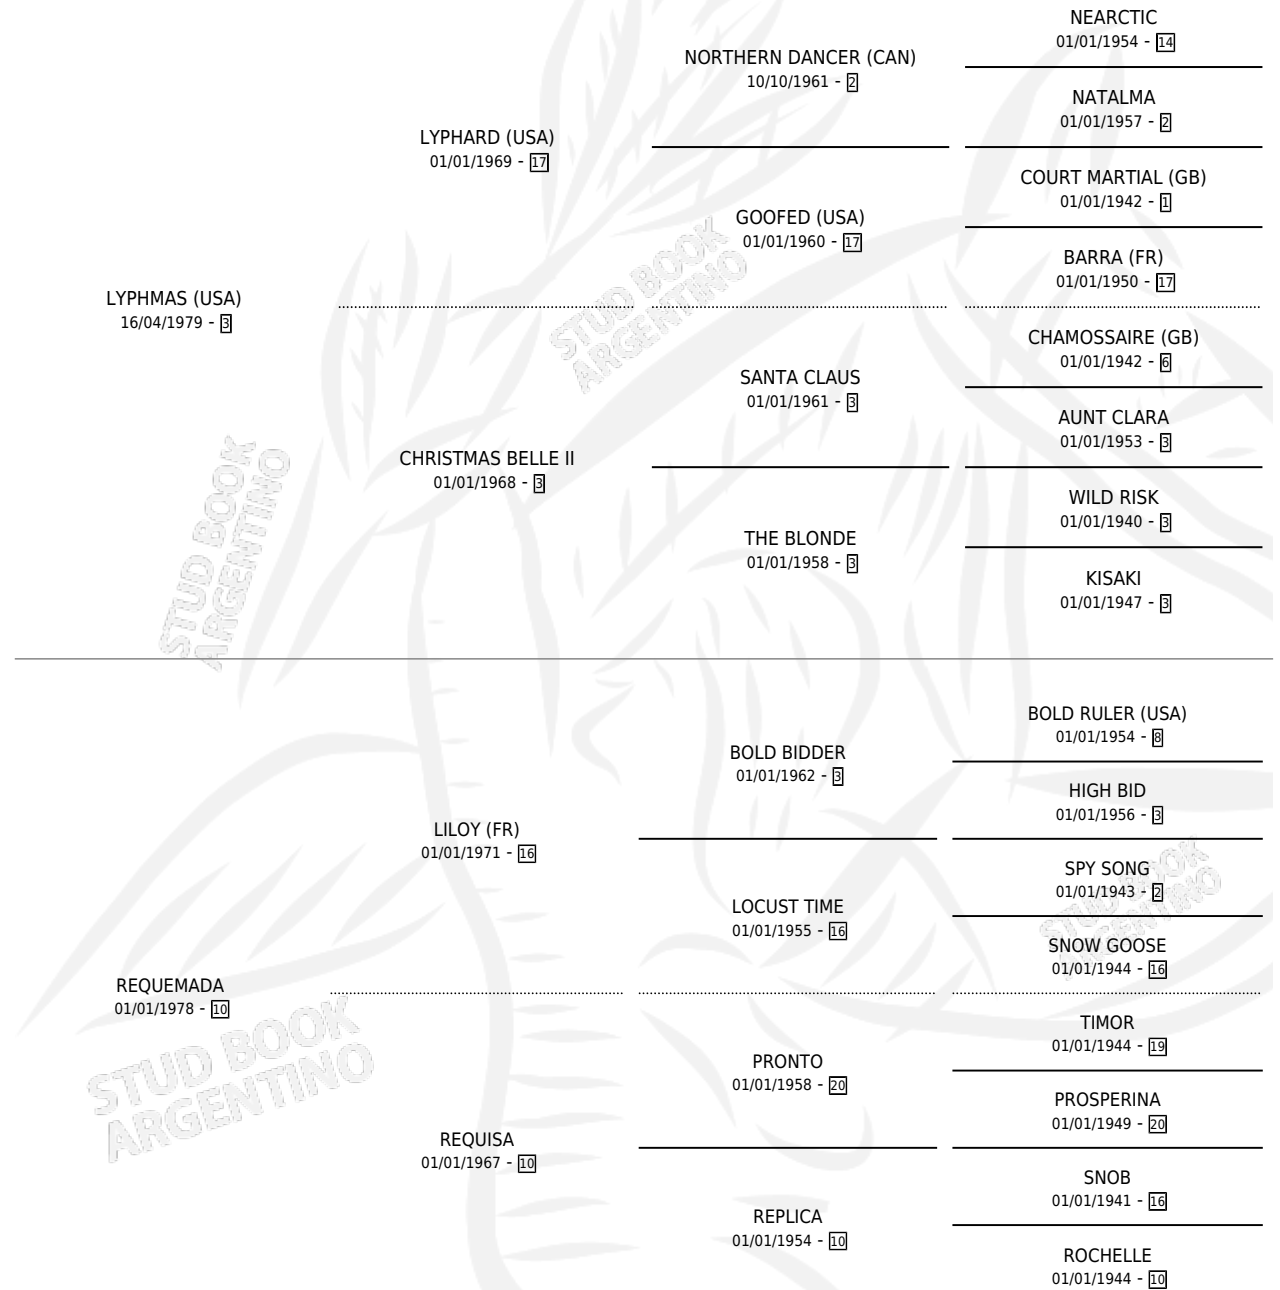 NEARCTIC
01/01/1954 - 14
NORTHERN DANCER (CAN)
10/10/1961 - 2
NATALMA
01/01/1957 - 2
LYPHARD (USA)
01/01/1969 - 17
COURT MARTIAL (GB)
01/01/1942 - 1
GOOFED (USA)
01/01/1960 - 17
BARRA (FR)
01/01/1950 - 17
LYPHMAS (USA)
16/04/1979 - 3
CHAMOSSAIRE (GB)
01/01/1942 - 6
SANTA CLAUS
01/01/1961 - 3
AUNT CLARA
01/01/1953 - 3
CHRISTMAS BELLE II
01/01/1968 - 3
WILD RISK
01/01/1940 - 3
THE BLONDE
01/01/1958 - 3
KISAKI
01/01/1947 - 3
BOLD RULER (USA)
01/01/1954 - 8
BOLD BIDDER
01/01/1962 - 3
HIGH BID
01/01/1956 - 3
LILOY (FR)
01/01/1971 - 16
SPY SONG
01/01/1943 - 2
LOCUST TIME
01/01/1955 - 16
SNOW GOOSE
01/01/1944 - 16
REQUEMADA
01/01/1978 - 10
TIMOR
01/01/1944 - 19
PRONTO
01/01/1958 - 20
PROSPERINA
01/01/1949 - 20
REQUISA
01/01/1967 - 10
SNOB
01/01/1941 - 16
REPLICA
01/01/1954 - 10
ROCHELLE
01/01/1944 - 10
STUD BOOK
ARGENTINO
STUD BOOK
ARGENTINO
STUD BOOK
ARGENTINO
STUD BOOK
ARGENTINO